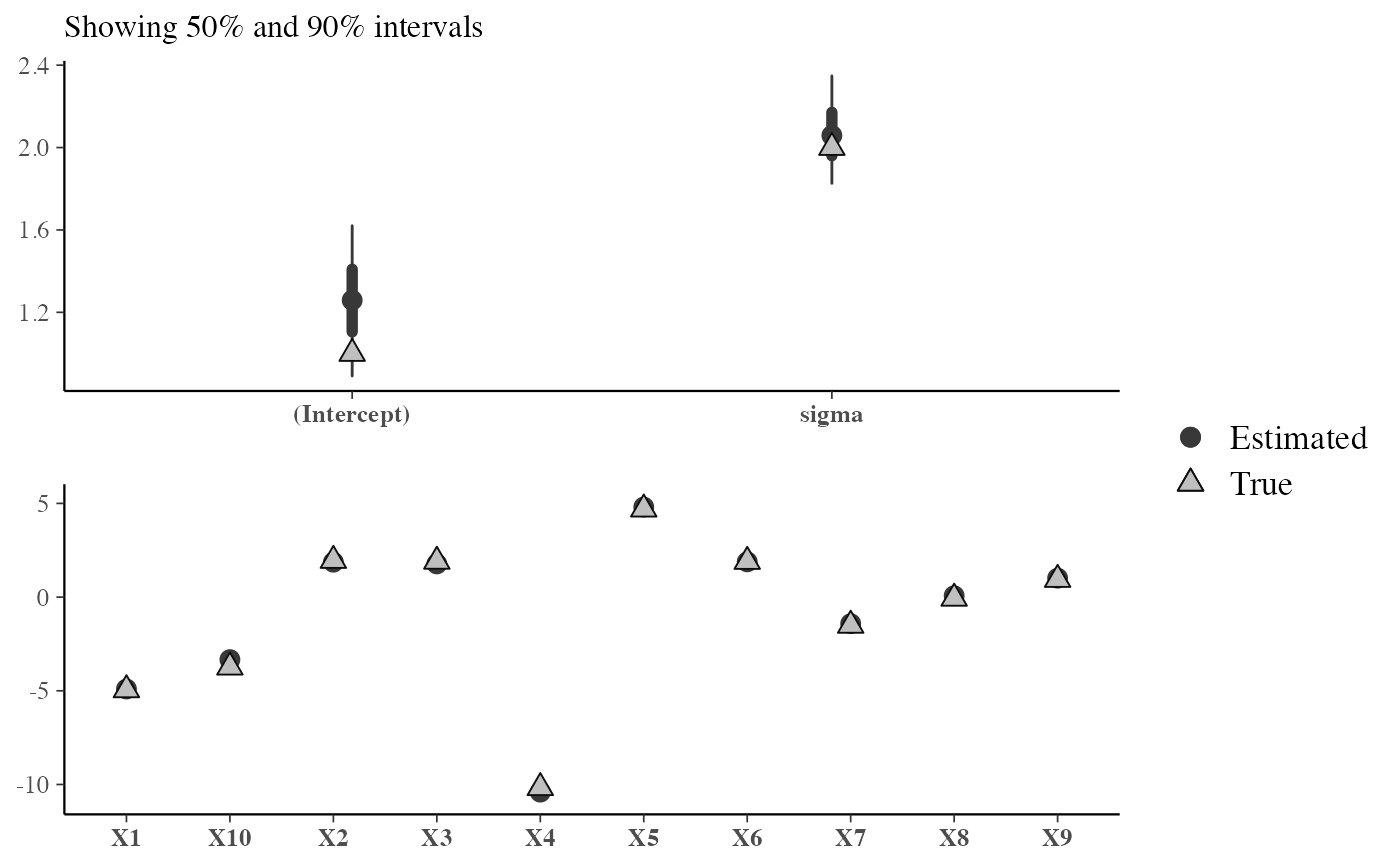 Showing 50% and 90% intervals
2.4
2.0
1.6
1.2
(Intercept) sigma
Estimated
True
5
0
-5
-10
X1 X10 X2 X3 X4 X5 X6 X7 X8 X9